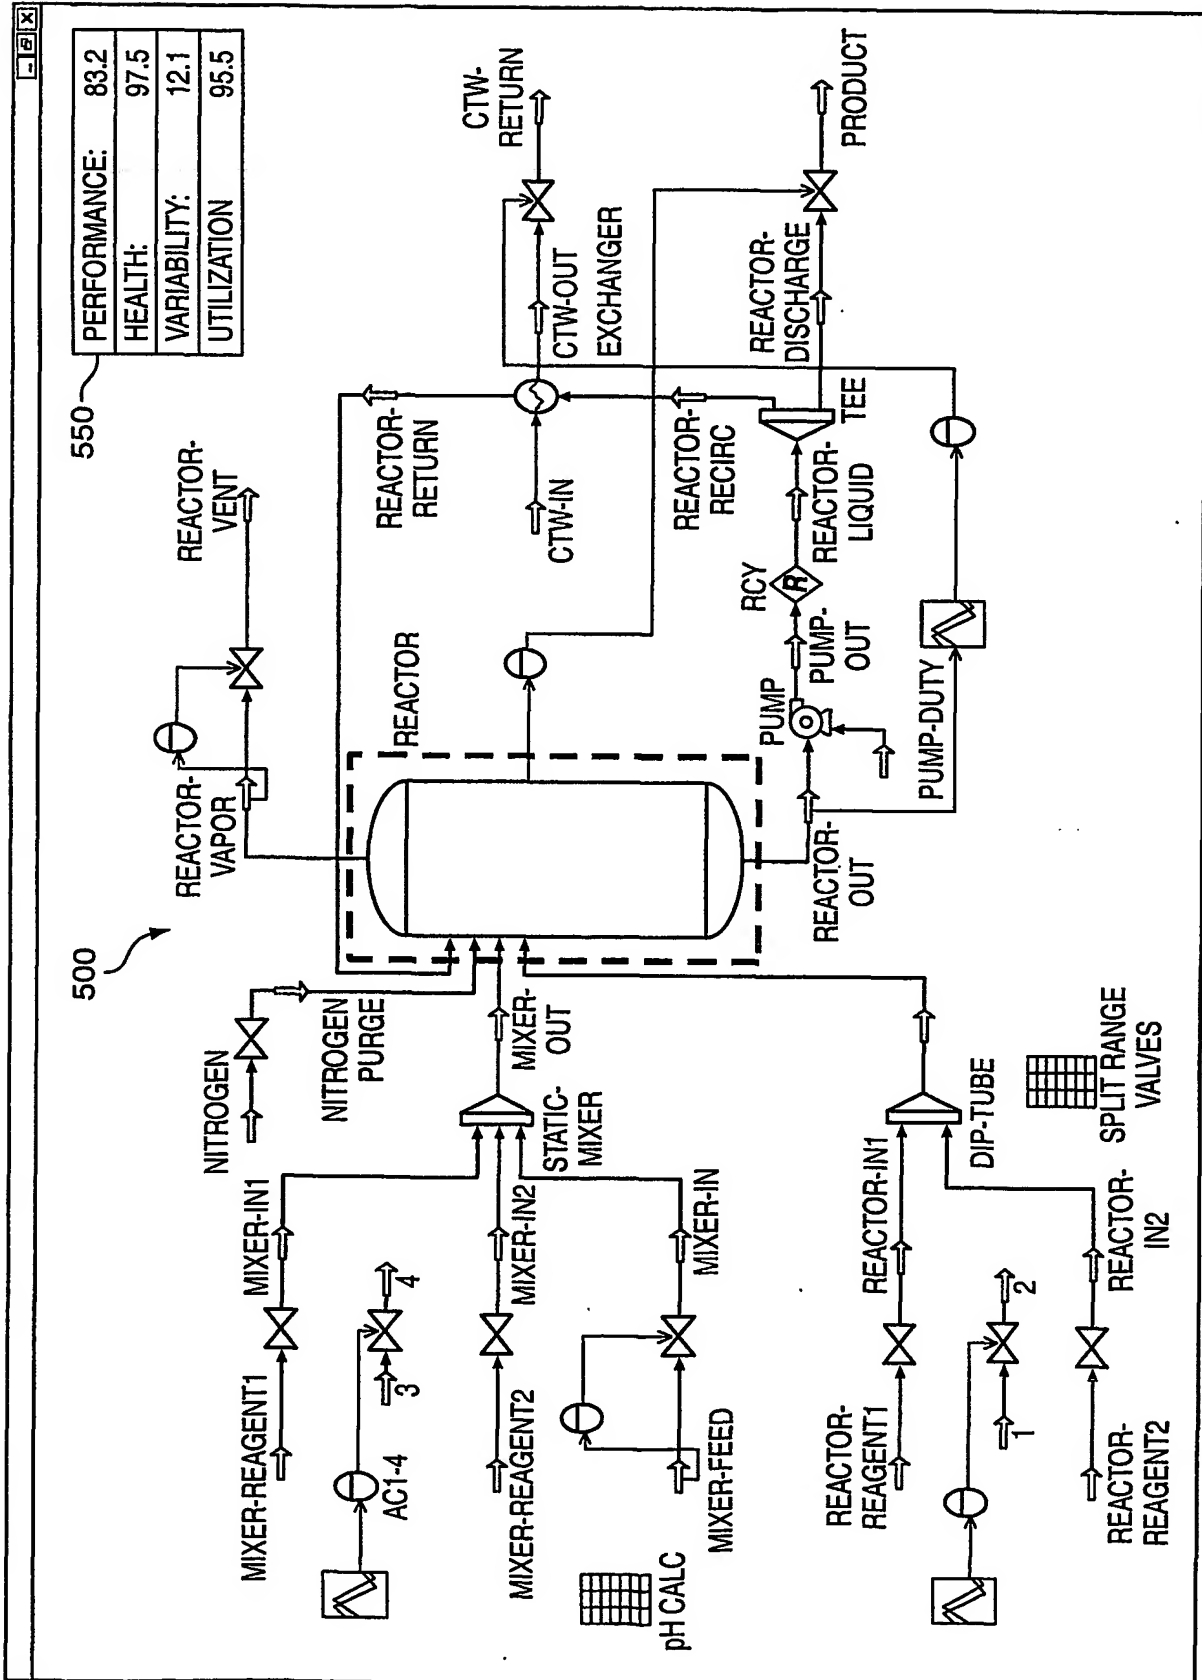 500
550
PERFORMANCE: 83.2
HEALTH: 97.5
VARIABILITY: 12.1
UTILIZATION 95.5
REACTOR-
VENT
REACTOR-
VAPOR
NITROGEN
NITROGEN
PURGE
MIXER-REAGENT1
MIXER-IN1
AC1-4
3
4
MIXER-REAGENT2
MIXER-IN2
STATIC-
MIXER
MIXER-
OUT
MIXER-FEED
MIXER-IN
pH CALC
REACTOR
REACTOR-
RETURN
CTW-IN
CTW-OUT
EXCHANGER
CTW-
RETURN
REACTOR-
RECIRC
REACTOR-
DISCHARGE
PRODUCT
TEE
REACTOR-
LIQUID
RCY
R
PUMP
PUMP-
OUT
PUMP-DUTY
REACTOR-
OUT
REACTOR-
REAGENT1
REACTOR-IN1
1
2
REACTOR-
REAGENT2
REACTOR-
IN2
DIP-TUBE
SPLIT RANGE
VALVES